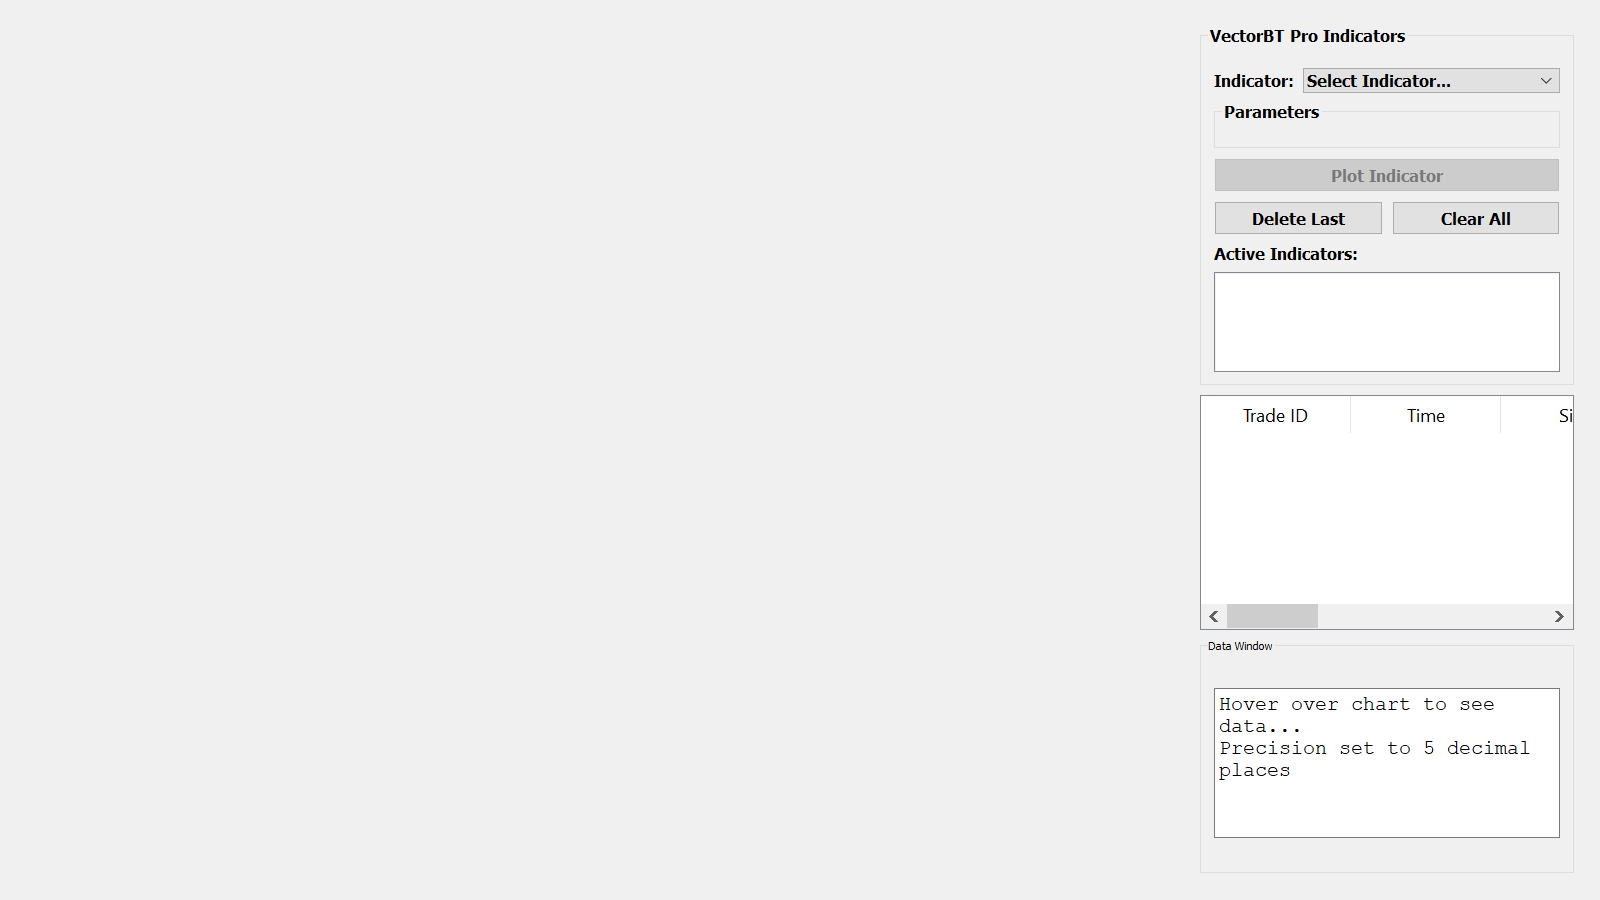 VectorBT Pro Indicators
Indicator: Select Indicator...
Parameters
Plot Indicator
Delete Last Clear All
Active Indicators:
Trade ID Time Si
Data Window
Hover over chart to see
data...
Precision set to 5 decimal
places